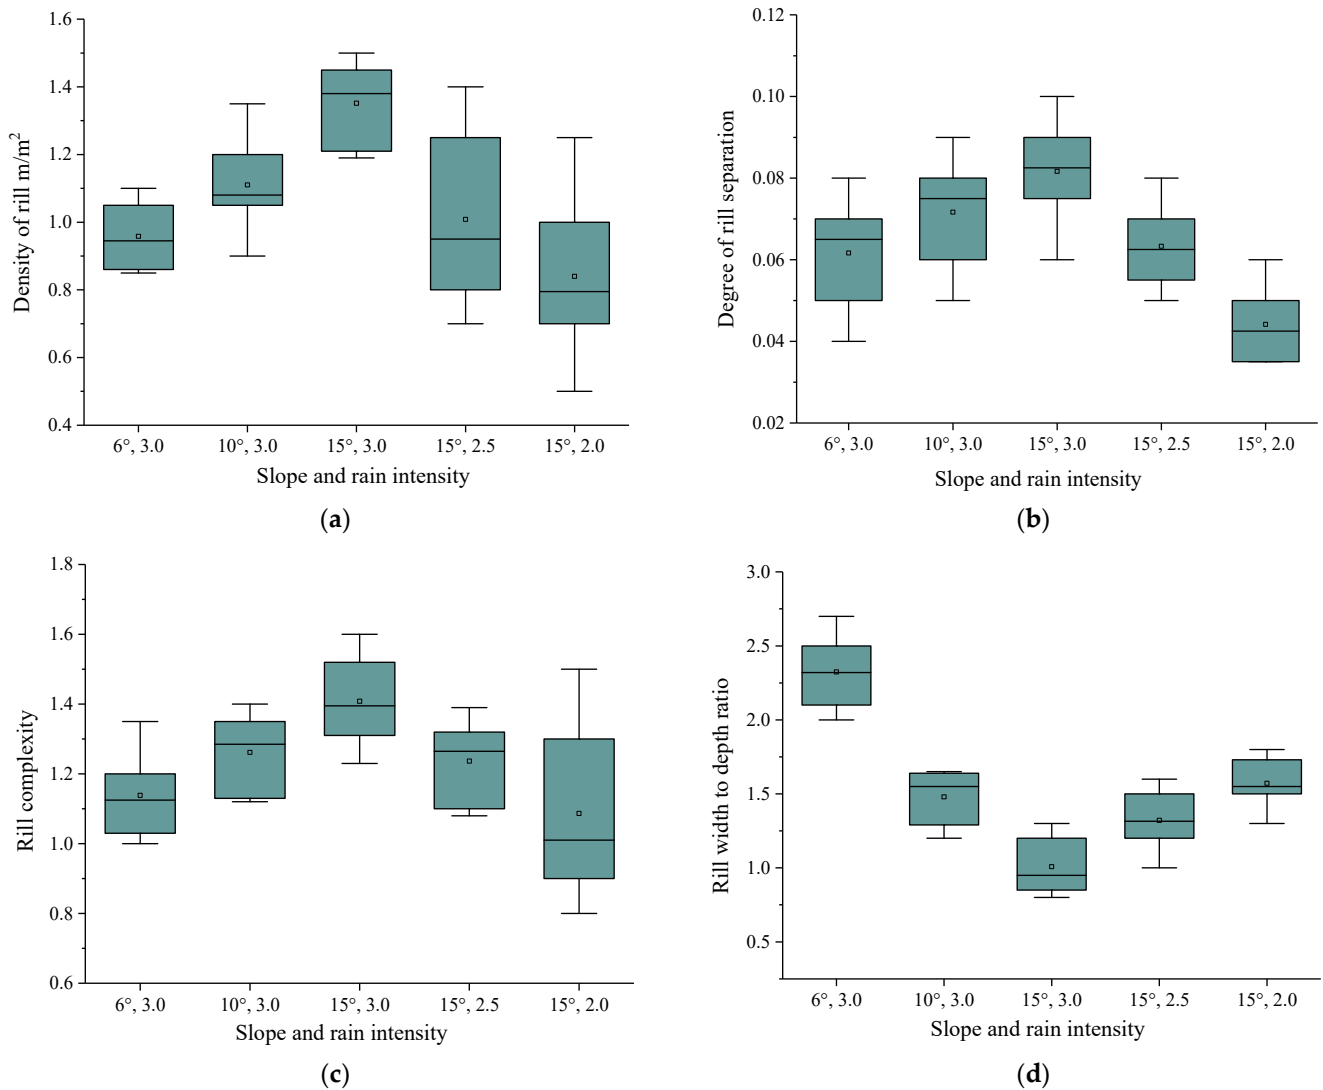 1.6
1.4
1.2
1.0
0.8
0.6
0.4
Density of rill m/m²
6°, 3.0 10°, 3.0 15°, 3.0 15°, 2.5 15°, 2.0
Slope and rain intensity
(a)
0.12
0.10
0.08
0.06
0.04
0.02
Degree of rill separation
6°, 3.0 10°, 3.0 15°, 3.0 15°, 2.5 15°, 2.0
Slope and rain intensity
(b)
1.8
1.6
1.4
1.2
1.0
0.8
0.6
Rill complexity
6°, 3.0 10°, 3.0 15°, 3.0 15°, 2.5 15°, 2.0
Slope and rain intensity
(c)
3.0
2.5
2.0
1.5
1.0
0.5
Rill width to depth ratio
6°, 3.0 10°, 3.0 15°, 3.0 15°, 2.5 15°, 2.0
Slope and rain intensity
(d)